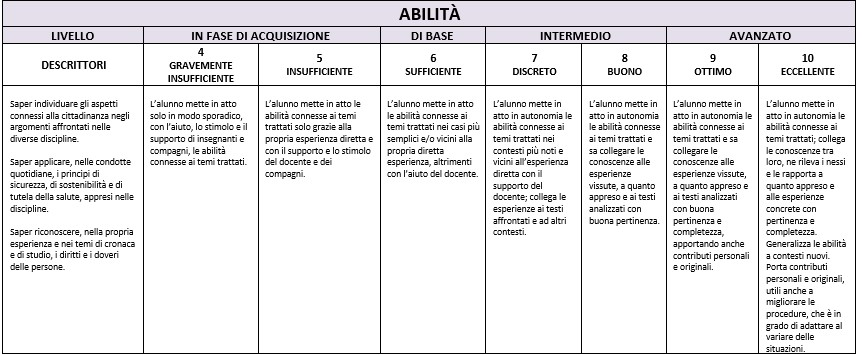 ABILITÀ
LIVELLO
IN FASE DI ACQUISIZIONE
DI BASE
INTERMEDIO
AVANZATO
DESCRITTORI
4
GRAVEMENTE
INSUFFICIENTE
5
INSUFFICIENTE
6
SUFFICIENTE
7
DISCRETO
8
BUONO
9
OTTIMO
10
ECCELLENTE
Saper individuare gli aspetti
connessi alla cittadinanza negli
argomenti affrontati nelle
diverse discipline.
Saper applicare, nelle condotte
quotidiane, i principi di
sicurezza, di sostenibilità e di
tutela della salute, appresi nelle
discipline.
Saper riconoscere, nella propria
esperienza e nei temi di cronaca
e di studio, i diritti e i doveri
delle persone.
L'alunno mette in atto
solo in modo sporadico,
con l'aiuto, lo stimolo e il
supporto di insegnanti e
compagni, le abilità
connesse ai temi trattati.
L'alunno mette in atto le
abilità connesse ai temi
trattati solo grazie alla
propria esperienza diretta e
con il supporto e lo stimolo
del docente e dei
compagni.
L'alunno mette in atto
le abilità connesse ai
temi trattati nei casi più
semplici e/o vicini alla
propria diretta
esperienza, altrimenti
con l'aiuto del docente.
L'alunno mette in
atto in autonomia le
abilità connesse ai
temi trattati nei
contesti più noti e
vicini all'esperienza
diretta con il
supporto del
docente; collega le
esperienze ai testi
affrontati e ad altri
contesti.
L'alunno mette in
atto in autonomia
le abilità connesse
ai temi trattati e
sa collegare le
conoscenze alle
esperienze
vissute, a quanto
appreso e ai testi
analizzati con
buona pertinenza.
L'alunno mette in
atto in autonomia le
abilità connesse ai
temi trattati e sa
collegare le
conoscenze alle
esperienze vissute,
a quanto appreso e
ai testi analizzati
con buona
pertinenza e
completezza,
apportando anche
contributi personali
e originali.
L'alunno mette in
atto in autonomia le
abilità connesse ai
temi trattati; collega
le conoscenze tra
loro, ne rileva i nessi
e le rapporta a
quanto appreso e
alle esperienze
concrete con
pertinenza e
completezza.
Generalizza le abilità
a contesti nuovi.
Porta contributi
personali e originali,
utili anche a
migliorare le
procedure, che è in
grado di adattare al
variare delle
situazioni.